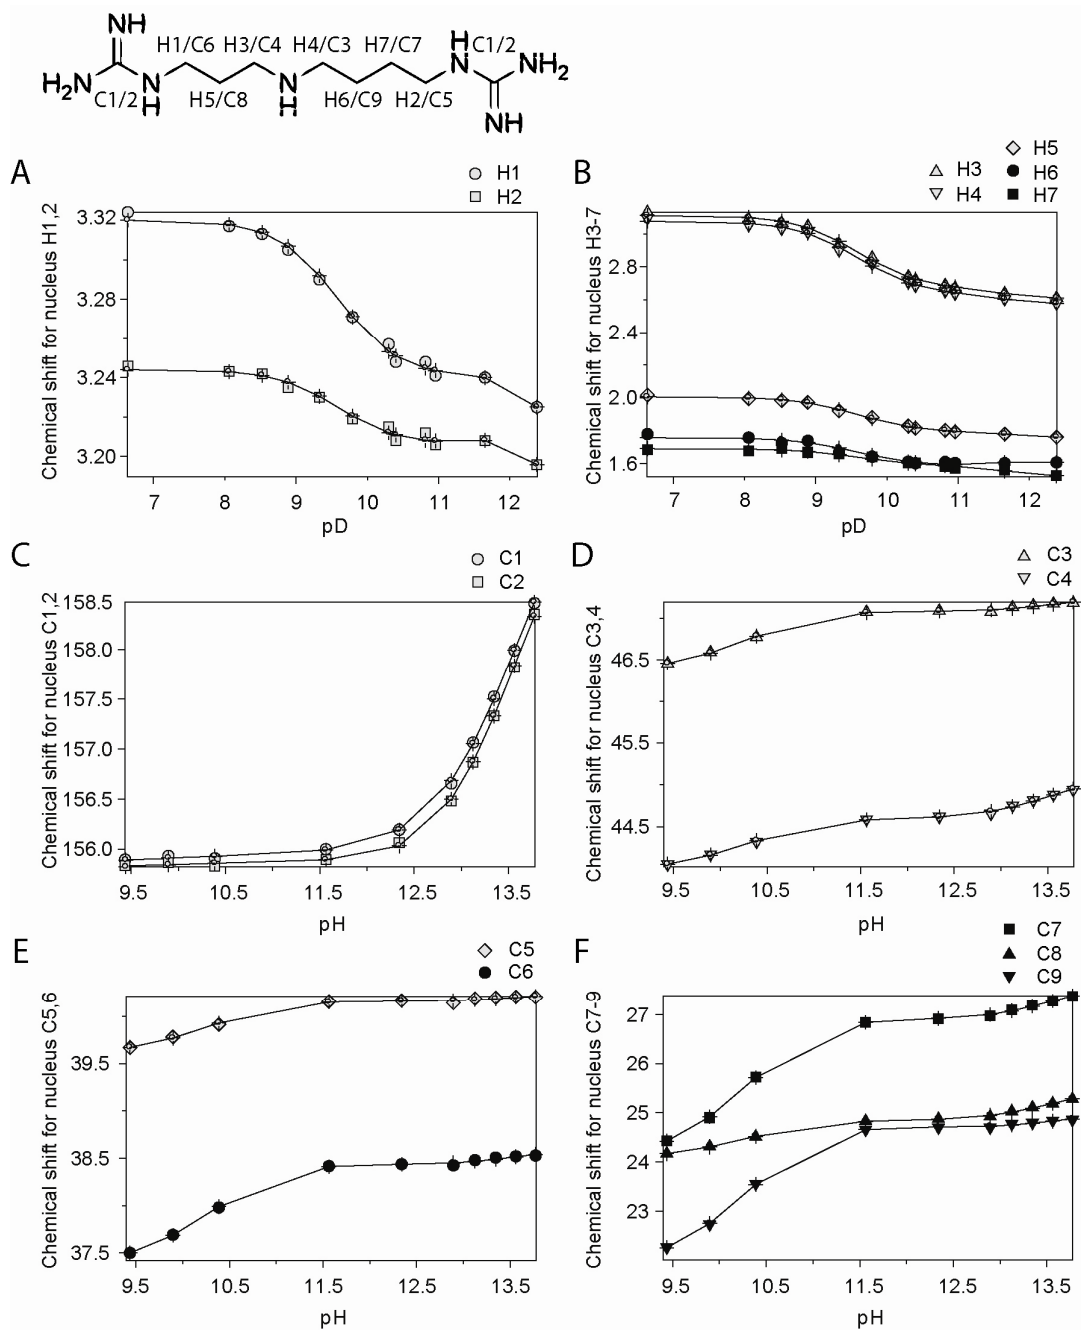 NH
H1/C6 H3/C4 H4/C3 H7/C7 H C1/2
H2N N N N NH2
C1/2 H H5/C8 H H6/C9 H2/C5
NH
A
H1
H2
Chemical shift for nucleus H1,2
3.32
3.28
3.24
3.20
7 8 9 10 11 12
pD
B
H5
H3 H6
H4 H7
Chemical shift for nucleus H3-7
2.8
2.4
2.0
1.6
7 8 9 10 11 12
pD
C
C1
C2
Chemical shift for nucleus C1,2
158.5
158.0
157.5
157.0
156.5
156.0
9.5 10.5 11.5 12.5 13.5
pH
D
C3
C4
Chemical shift for nucleus C3,4
46.5
45.5
44.5
9.5 10.5 11.5 12.5 13.5
pH
E
C5
C6
Chemical shift for nucleus C5,6
39.5
38.5
37.5
9.5 10.5 11.5 12.5 13.5
pH
F
C7
C8
C9
Chemical shift for nucleus C7-9
27
26
25
24
23
9.5 10.5 11.5 12.5 13.5
pH